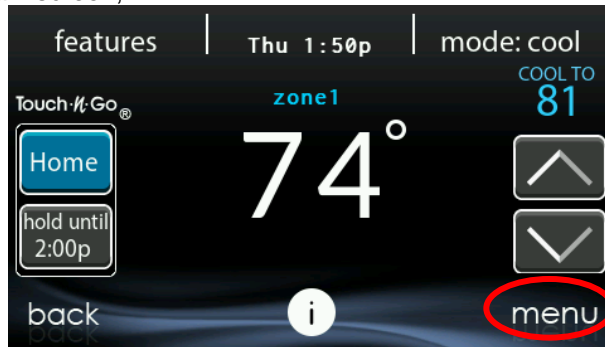 features
Thu 1:50p
mode: cool
COOL TO
81
Touch·N·Go®
zone1
74°
Home
hold until
2:00p
back
i
menu